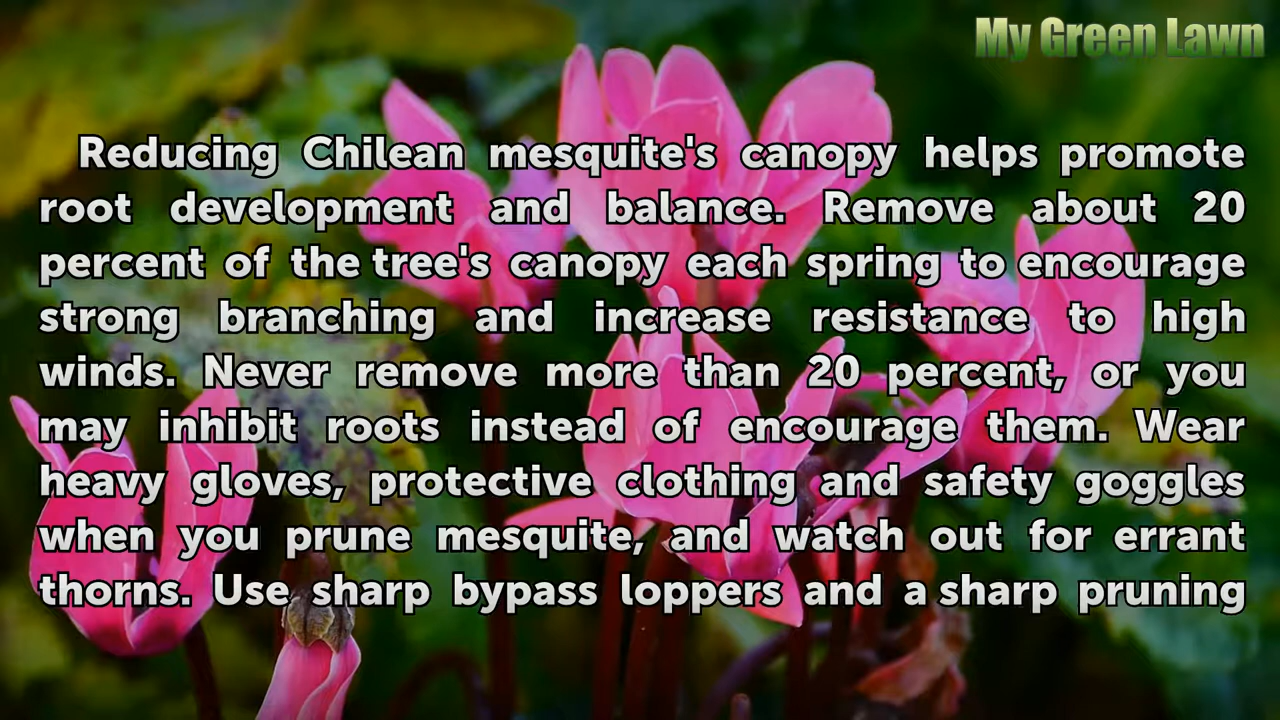 My Green Lawn
Reducing Chilean mesquite's canopy helps promote
root development and balance. Remove about 20
percent of the tree's canopy each spring to encourage
strong branching and increase resistance to high
winds. Never remove more than 20 percent, or you
may inhibit roots instead of encourage them. Wear
heavy gloves, protective clothing and safety goggles
when you prune mesquite, and watch out for errant
thorns. Use sharp bypass loppers and a sharp pruning